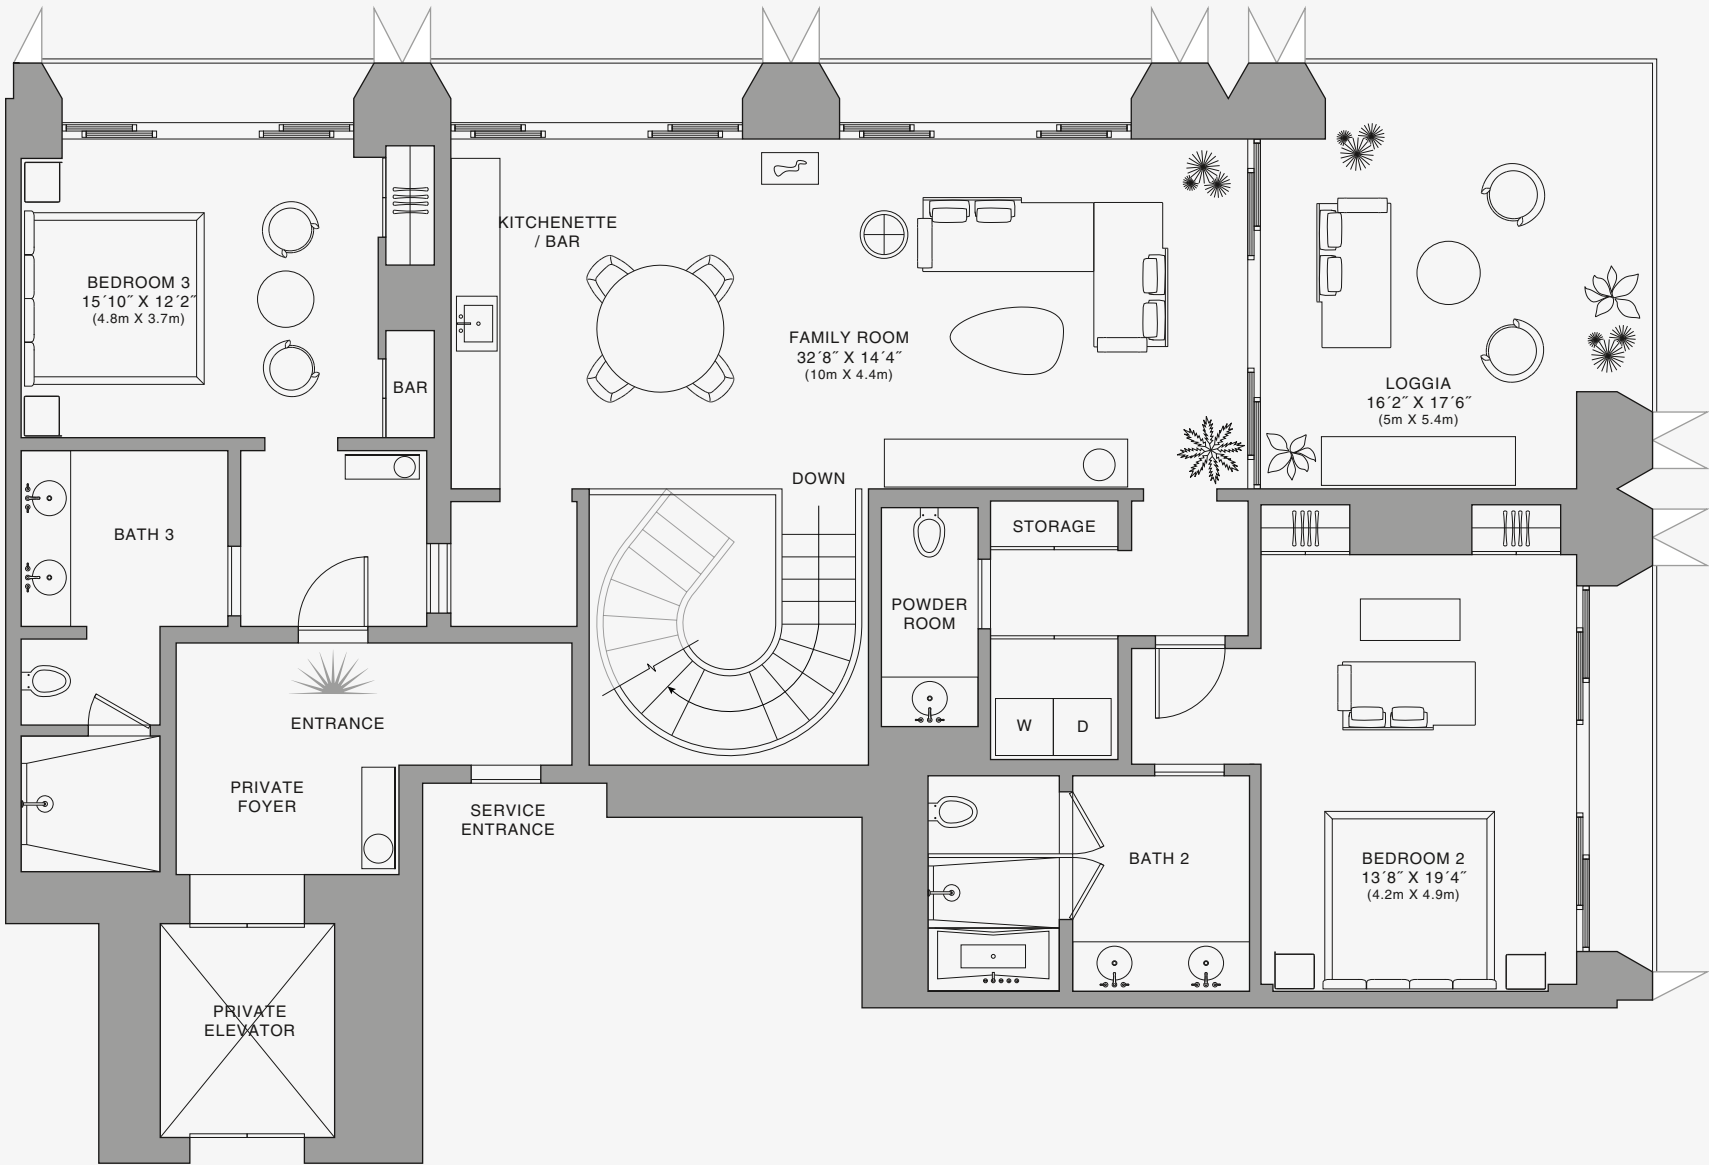 KITCHENETTE
/ BAR
BEDROOM 3
15´10˝ X 12´2˝
(4.8m X 3.7m)
BAR
FAMILY ROOM
32´8˝ X 14´4˝
(10m X 4.4m)
LOGGIA
16´2˝ X 17´6˝
(5m X 5.4m)
DOWN
BATH 3
STORAGE
POWDER
ROOM
ENTRANCE
W
D
PRIVATE
FOYER
SERVICE
ENTRANCE
BATH 2
BEDROOM 2
13´8˝ X 19´4˝
(4.2m X 4.9m)
PRIVATE
ELEVATOR